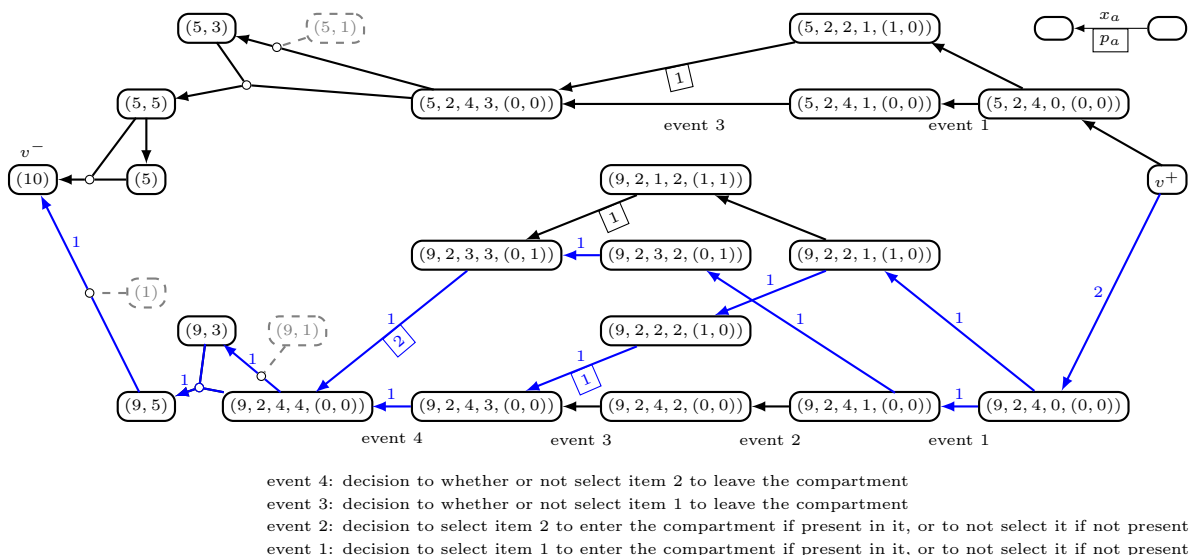 (5, 3)
(5, 1)
(5, 2, 2, 1, (1, 0))
x_a
p_a
1
(5, 5)
(5, 2, 4, 3, (0, 0))
(5, 2, 4, 1, (0, 0))
(5, 2, 4, 0, (0, 0))
event 3
event 1
v^-
(10)
(5)
(9, 2, 1, 2, (1, 1))
v^+
1
1
(9, 2, 3, 3, (0, 1))
1
(9, 2, 3, 2, (0, 1))
(9, 2, 2, 1, (1, 0))
1
(1)
2
(9, 3)
(9, 1)
1
2
(9, 2, 2, 2, (1, 0))
1
1
1
1
1
1
(9, 5)
(9, 2, 4, 4, (0, 0))
1
(9, 2, 4, 3, (0, 0))
(9, 2, 4, 2, (0, 0))
(9, 2, 4, 1, (0, 0))
1
(9, 2, 4, 0, (0, 0))
event 4
event 3
event 2
event 1
event 4: decision to whether or not select item 2 to leave the compartment
event 3: decision to whether or not select item 1 to leave the compartment
event 2: decision to select item 2 to enter the compartment if present in it, or to not select it if not present
event 1: decision to select item 1 to enter the compartment if present in it, or to not select it if not present